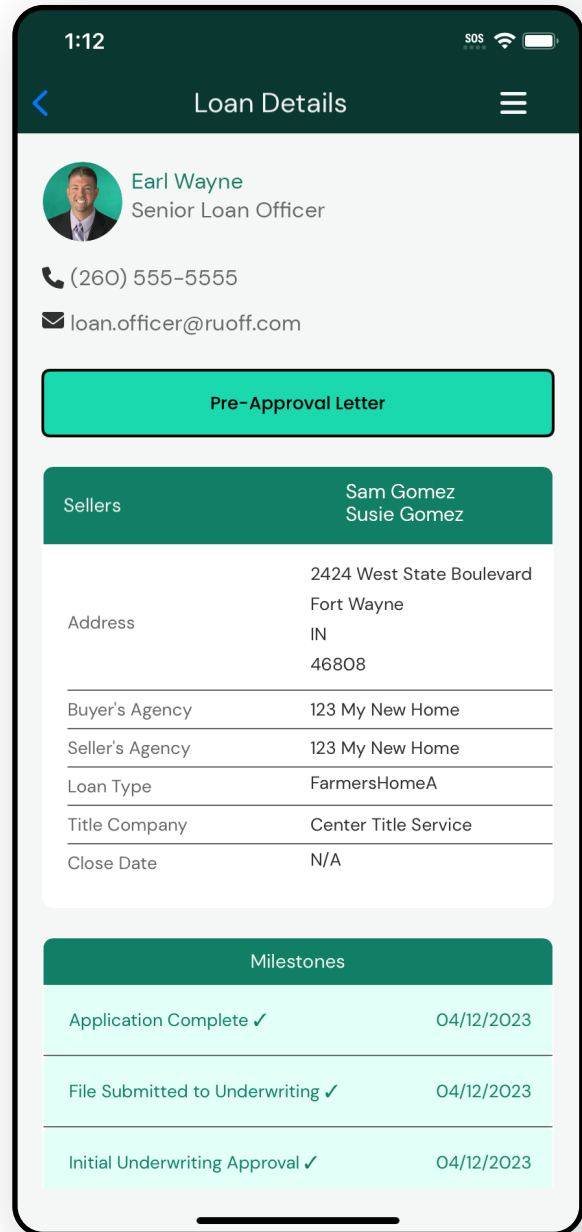 1:12
SOS
Loan Details
Earl Wayne
Senior Loan Officer
(260) 555-5555
loan.officer@ruoff.com
Pre-Approval Letter
Sellers
Sam Gomez
Susie Gomez
Address
2424 West State Boulevard
Fort Wayne
IN
46808
Buyer's Agency 123 My New Home
Seller's Agency 123 My New Home
Loan Type FarmersHomeA
Title Company Center Title Service
Close Date N/A
Milestones
Application Complete ✓ 04/12/2023
File Submitted to Underwriting ✓ 04/12/2023
Initial Underwriting Approval ✓ 04/12/2023